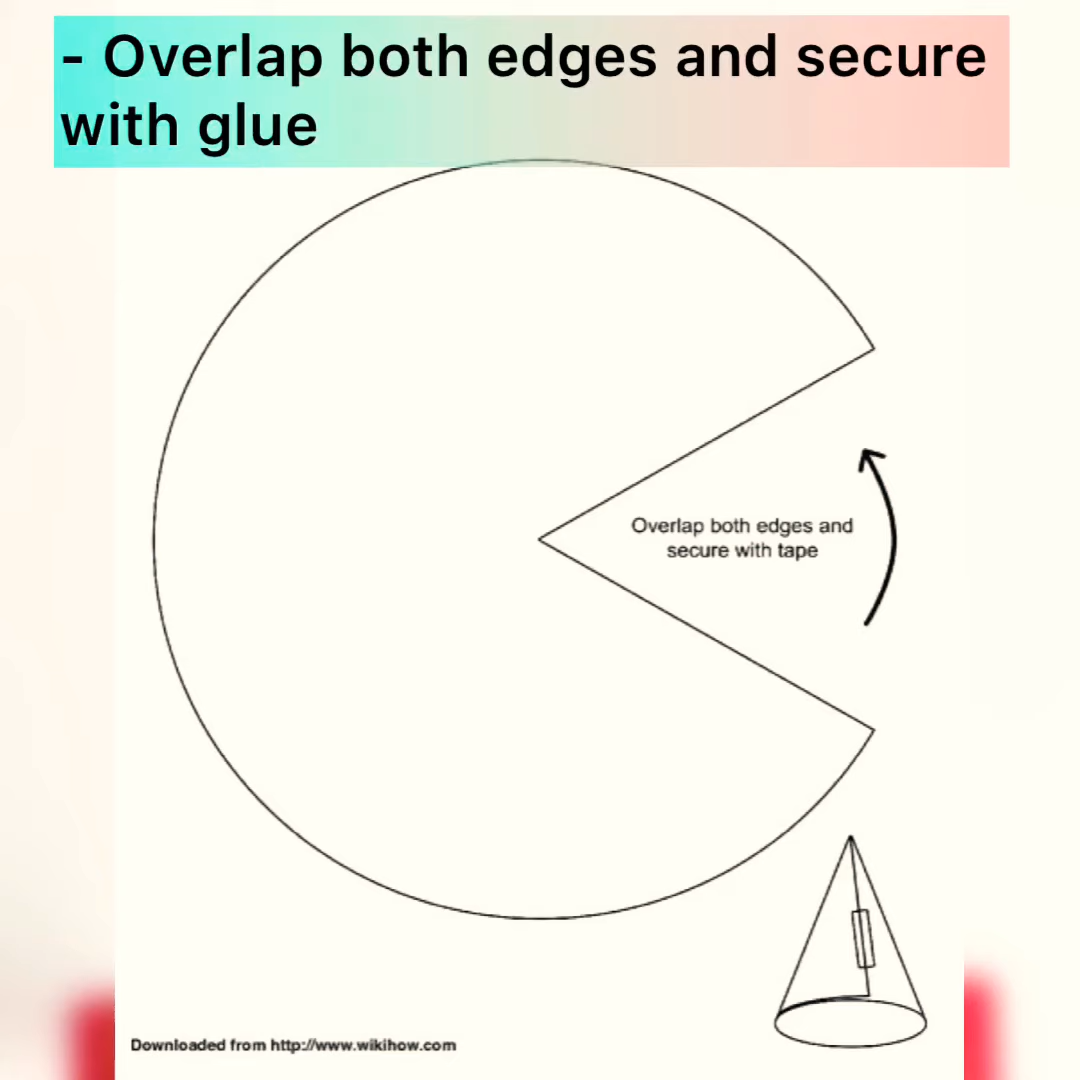 - Overlap both edges and secure
with glue
Overlap both edges and
secure with tape
Downloaded from http://www.wikihow.com